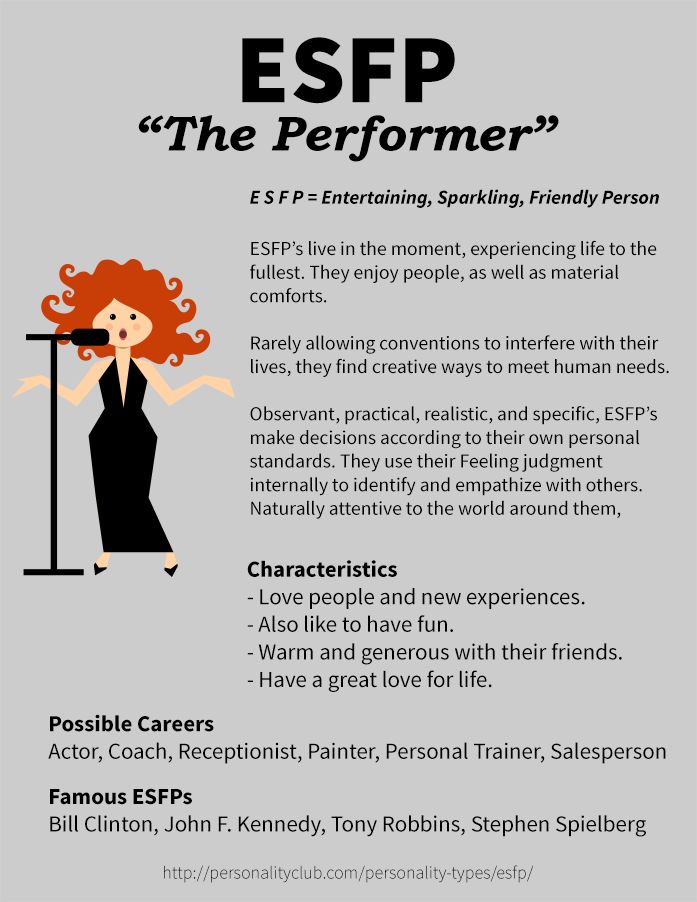 ESFP
“The Performer”
E S F P = Entertaining, Sparkling, Friendly Person
ESFP’s live in the moment, experiencing life to the
fullest. They enjoy people, as well as material
comforts.
Rarely allowing conventions to interfere with their
lives, they find creative ways to meet human needs.
Observant, practical, realistic, and specific, ESFP’s
make decisions according to their own personal
standards. They use their Feeling judgment
internally to identify and empathize with others.
Naturally attentive to the world around them,
Characteristics
- Love people and new experiences.
- Also like to have fun.
- Warm and generous with their friends.
- Have a great love for life.
Possible Careers
Actor, Coach, Receptionist, Painter, Personal Trainer, Salesperson
Famous ESFPs
Bill Clinton, John F. Kennedy, Tony Robbins, Stephen Spielberg
http://personalityclub.com/personality-types/esfp/